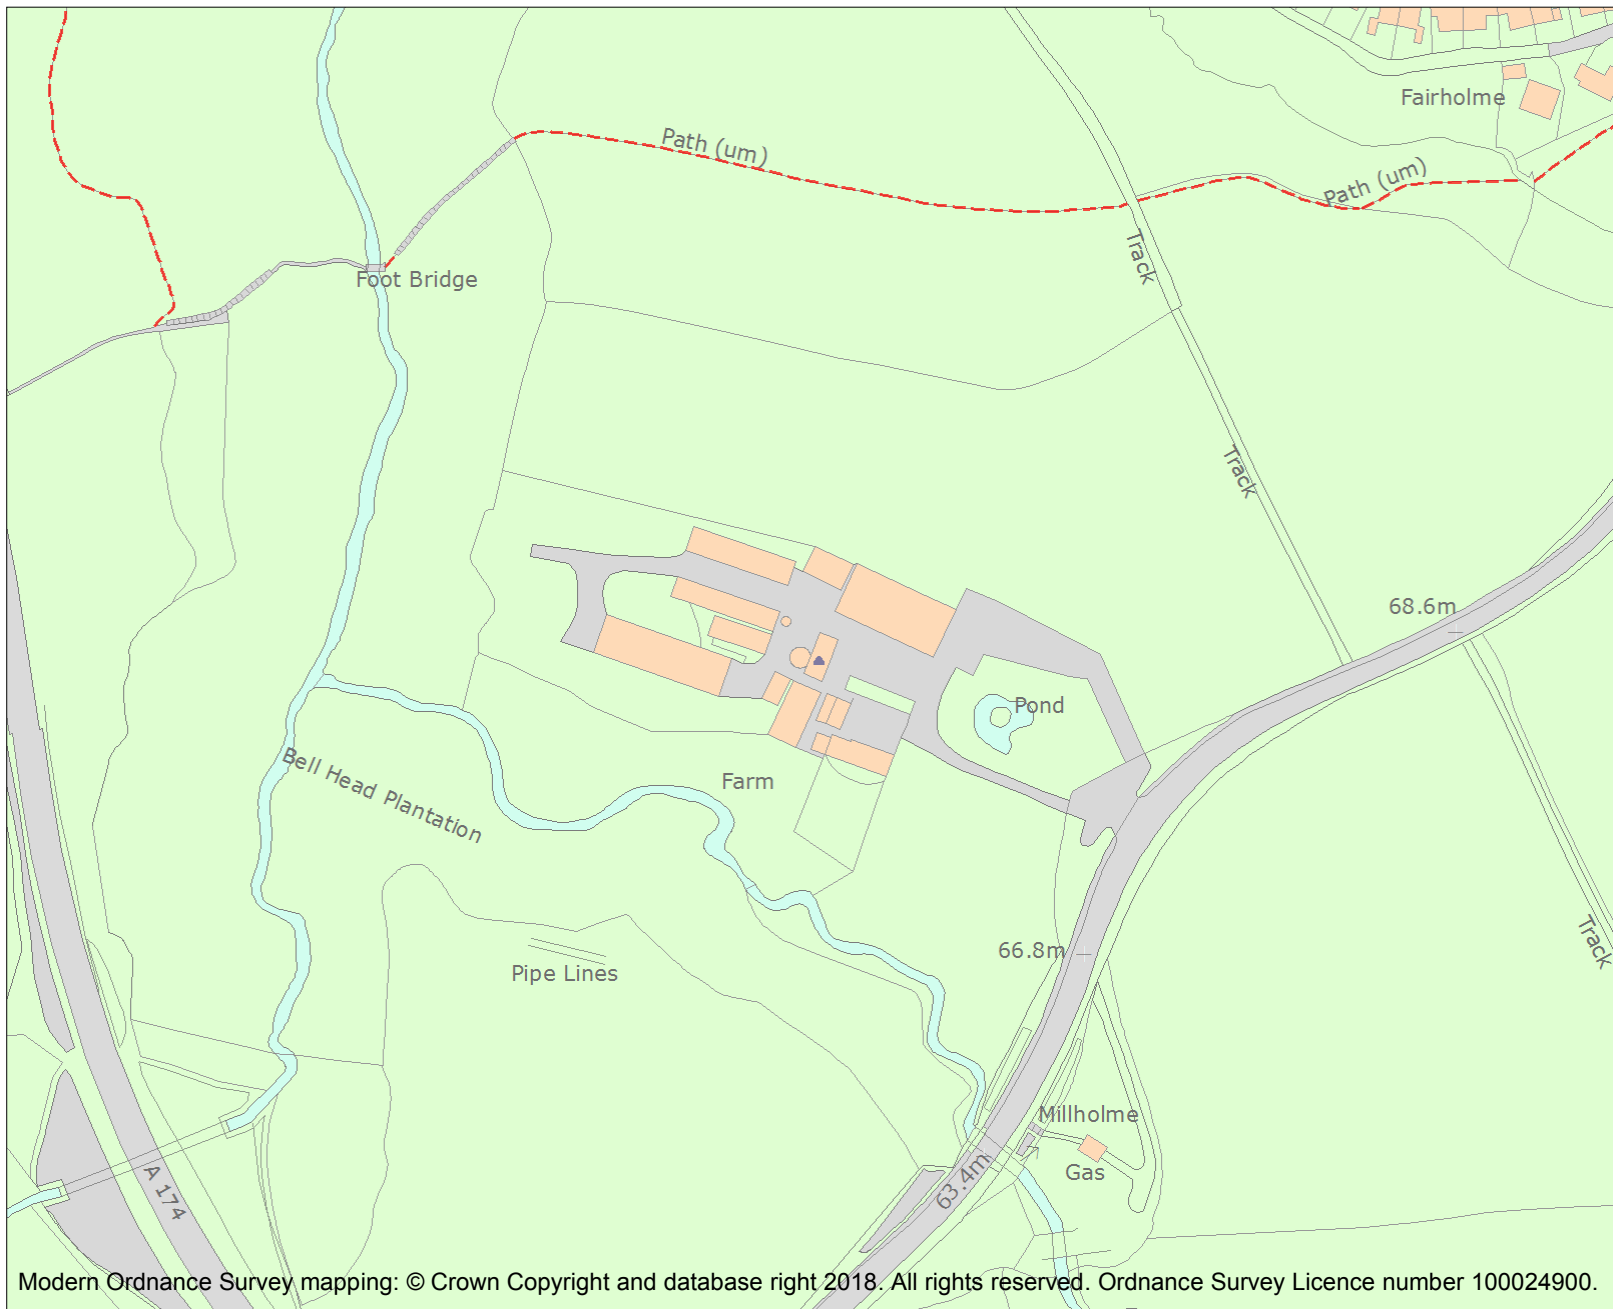 Fairholme
Path (um)
Path (um)
Track
Foot Bridge
Track
68.6m
Pond
Bell Head Plantation
Farm
Track
66.8m
Pipe Lines
Millholme
Gas
63.4m
A 174
Modern Ordnance Survey mapping: © Crown Copyright and database right 2018. All rights reserved. Ordnance Survey Licence number 100024900.